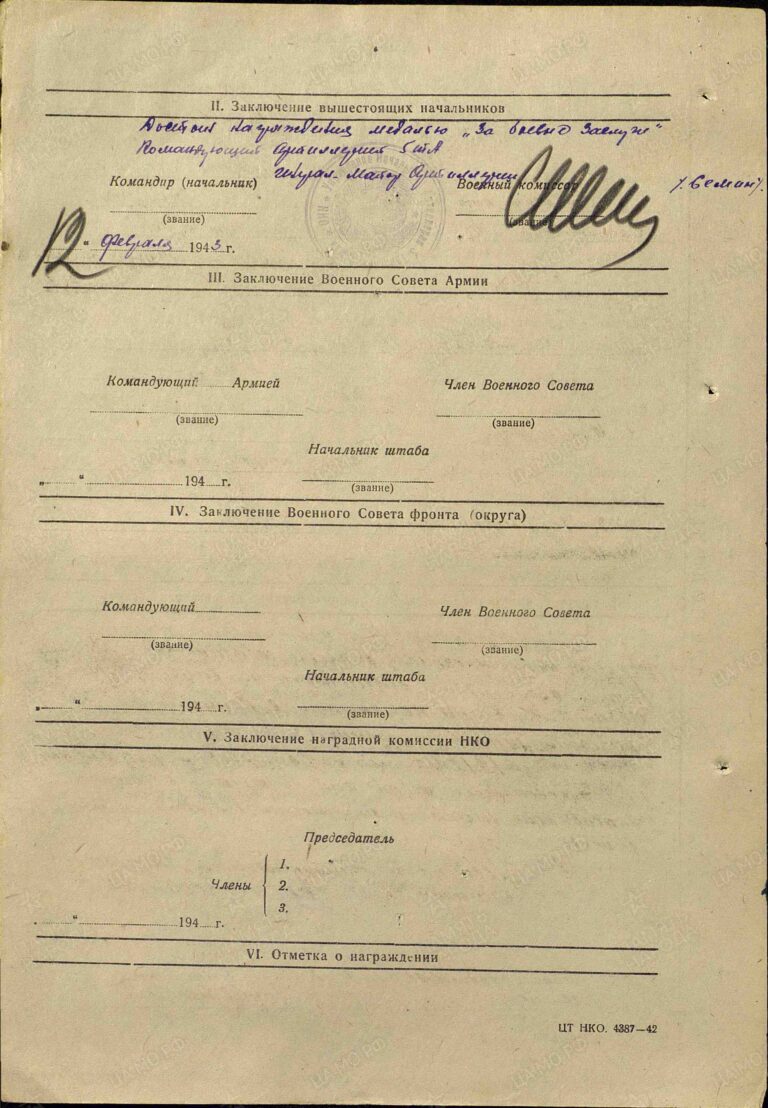 II. Заключение вышестоящих начальников
Достоин награждения медалью „За боевые заслуги"
Командующий артиллерией 5 тА
Генерал-майор артиллерии
Командир (начальник) Военный комиссар /Семин/.
(звание) (звание)
12 " февраля 1943 г.
III. Заключение Военного Совета Армии
Командующий Армией Член Военного Совета
(звание) (звание)
Начальник штаба
„ " 194 г. (звание)
IV. Заключение Военного Совета фронта (округа)
Командующий Член Военного Совета
(звание) (звание)
Начальник штаба
„ " 194 г. (звание)
V. Заключение наградной комиссии НКО
Председатель
1.
Члены 2.
3.
" 194 г.
VI. Отметка о награждении
ЦТ НКО. 4387—42